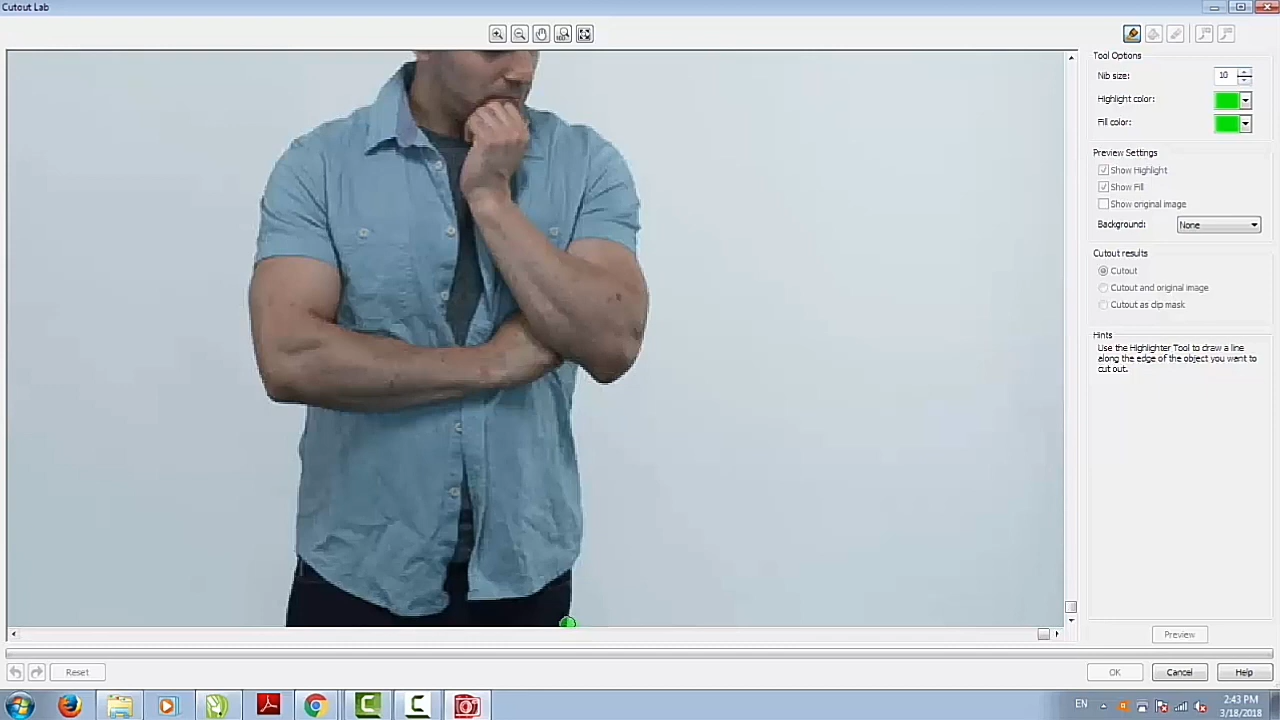 Cutout Lab
Tool Options
Nib size: 10
Highlight color:
Fill color:
Preview Settings
Show Highlight
Show Fill
Show original image
Background: None
Cutout results
Cutout
Cutout and original image
Cutout as clip mask
Hints
Use the Highlighter Tool to draw a line
along the edge of the object you want to
cut out.
Preview
Reset
OK
Cancel
Help
EN
2:43 PM
3/18/2018